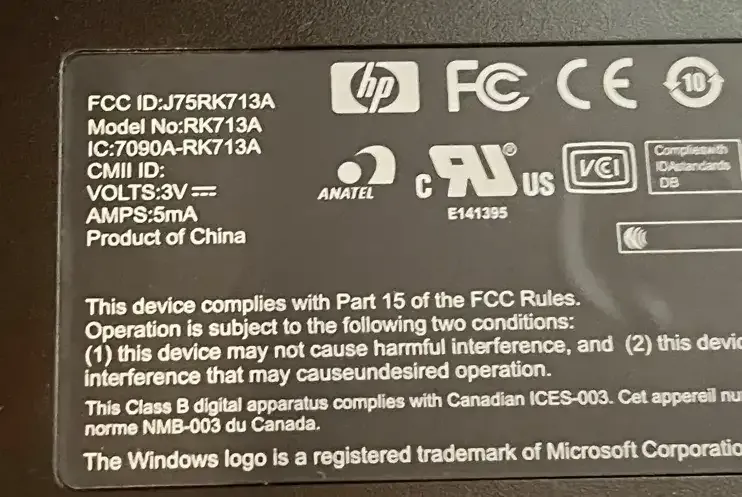 FCC ID:J75RK713A
Model No:RK713A
IC:7090A-RK713A
CMII ID:
VOLTS:3V
AMPS:5mA
Product of China
hp FC CE 10
ANATEL
C UR ® US
E141395
VCI
Complies with
IDAstandards
DB
This device complies with Part 15 of the FCC Rules.
Operation is subject to the following two conditions:
(1) this device may not cause harmful interference, and (2) this devic
interference that may causeundesired operation.
This Class B digital apparatus complies with Canadian ICES-003. Cet appereil nu
norme NMB-003 du Canada.
The Windows logo is a registered trademark of Microsoft Corporatio